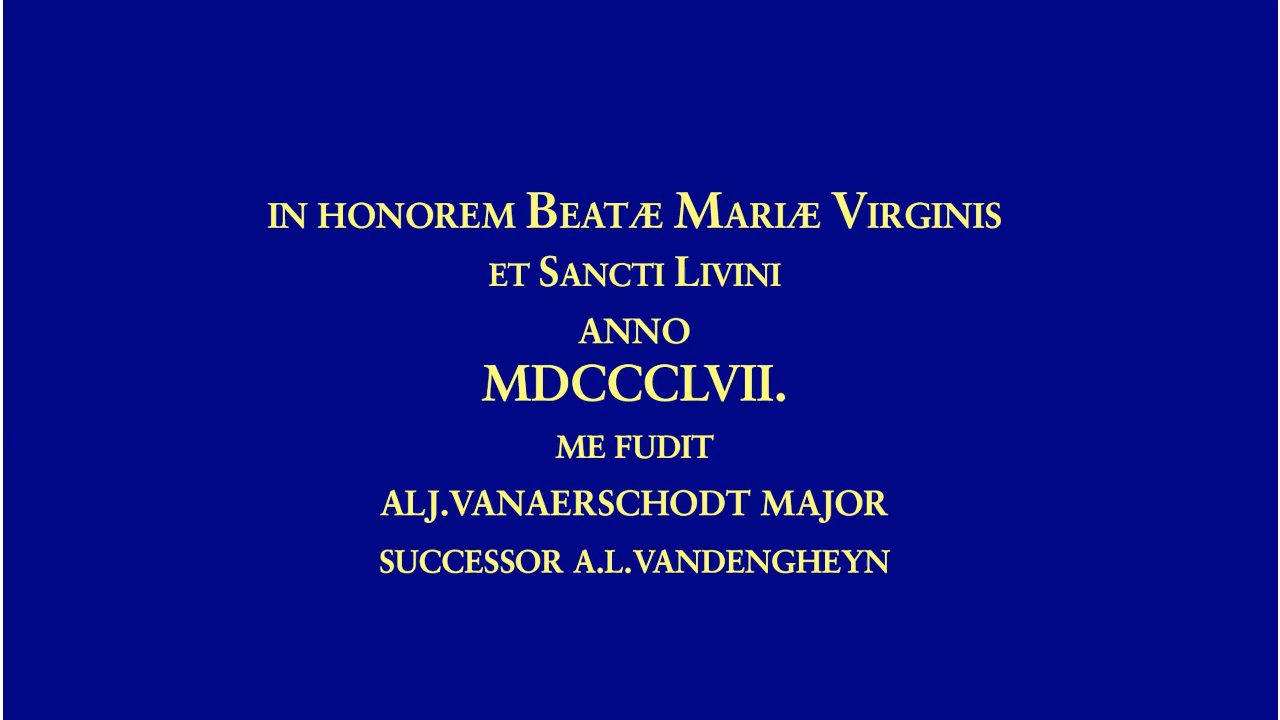 IN HONOREM BEATÆ MARIÆ VIRGINIS
ET SANCTI LIVINI
ANNO
MDCCCLVII.
ME FUDIT
ALJ.VANAERSCHODT MAJOR
SUCCESSOR A.L.VANDENGHEYN